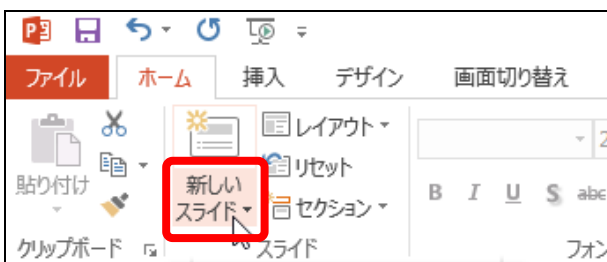 ファイル ホーム 挿入 デザイン 画面切り替え
レイアウト
リセット
セクション
貼り付け
新しい
スライド
B I U S abc
クリップボード スライド フォン